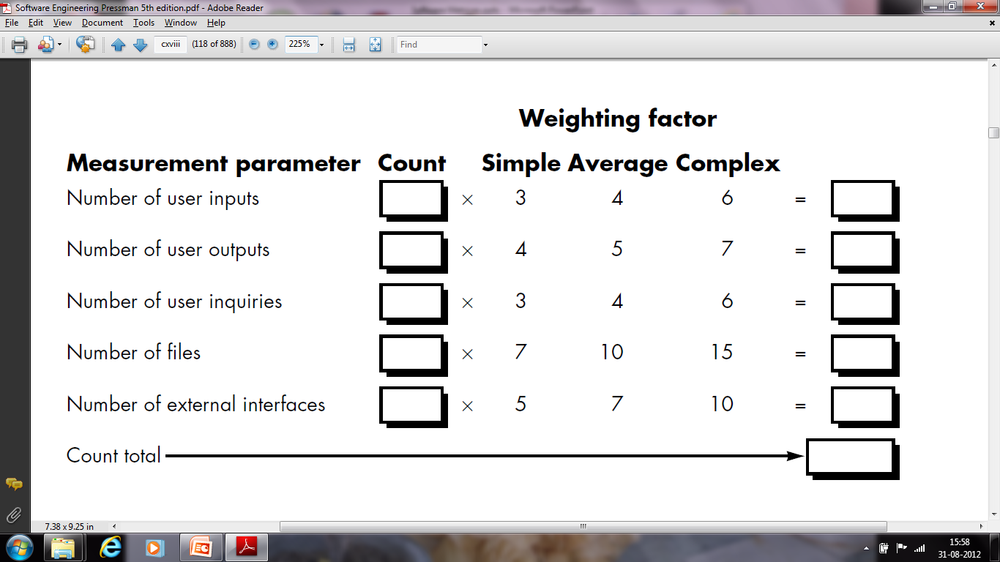 Software Engineering Pressman 5th edition.pdf - Adobe Reader
File Edit View Document Tools Window Help
cxviii (118 of 888) 225% Find
Weighting factor
Measurement parameter Count Simple Average Complex
Number of user inputs × 3 4 6 =
Number of user outputs × 4 5 7 =
Number of user inquiries × 3 4 6 =
Number of files × 7 10 15 =
Number of external interfaces × 5 7 10 =
Count total
7.38 x 9.25 in
15:58
31-08-2012